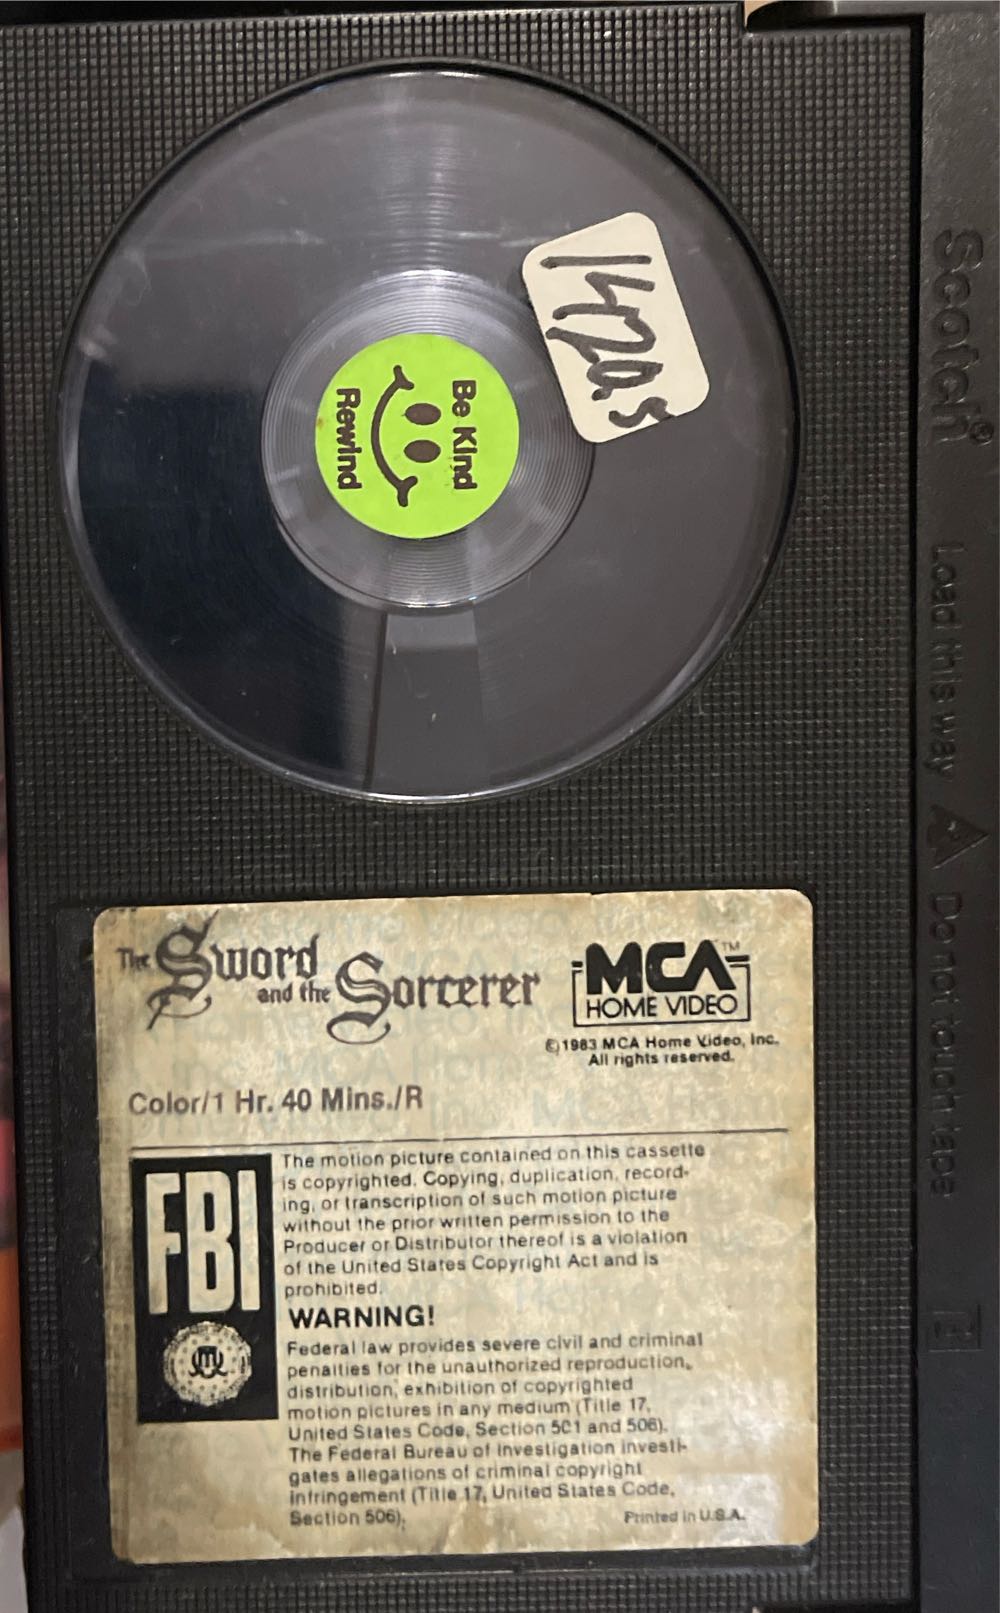 1420.5
Be Kind
Rewind
Scotch®
Load this way
Do not touch tape
The Sword
and the Sorcerer
MCA™
HOME VIDEO
©1983 MCA Home Video, Inc.
All rights reserved.
Color/1 Hr. 40 Mins./R
FBI
The motion picture contained on this cassette
is copyrighted. Copying, duplication, record-
ing, or transcription of such motion picture
without the prior written permission to the
Producer or Distributor thereof is a violation
of the United States Copyright Act and is
prohibited.
WARNING!
Federal law provides severe civil and criminal
penalties for the unauthorized reproduction,
distribution, exhibition of copyrighted
motion pictures in any medium (Title 17,
United States Code, Section 501 and 506).
The Federal Bureau of Investigation investi-
gates allegations of criminal copyright
infringement (Title 17, United States Code,
Section 506).
Printed in U.S.A.